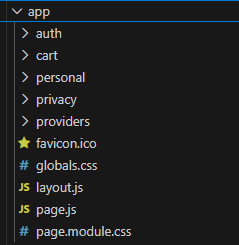 app
auth
cart
personal
privacy
providers
favicon.ico
# globals.css
JS layout.js
JS page.js
# page.module.css